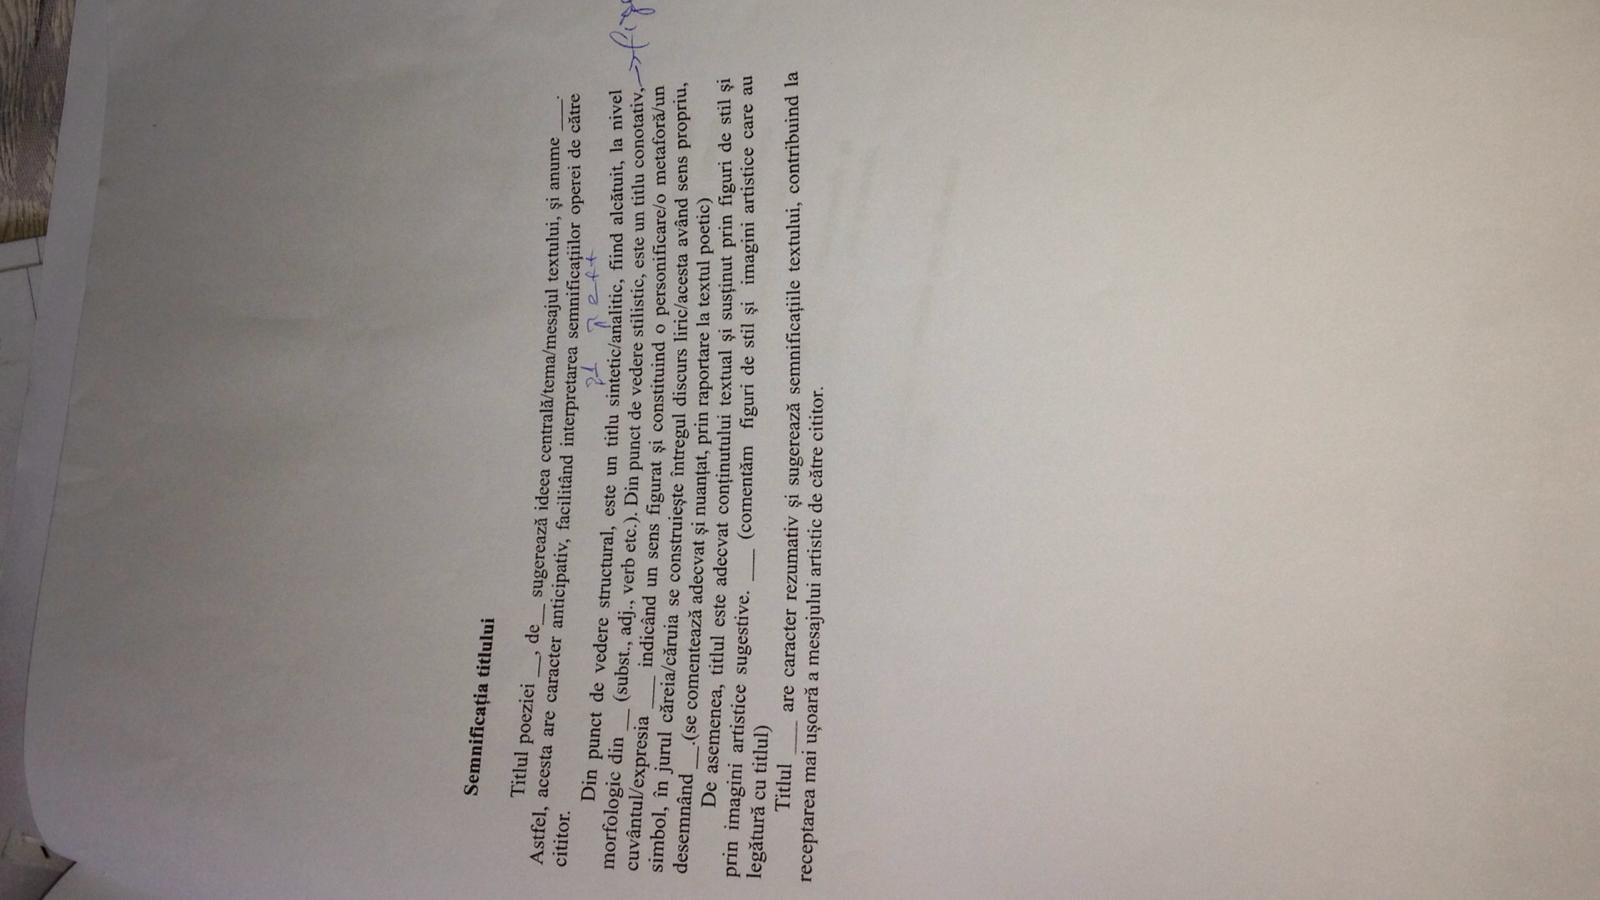 Semnificația titlului
Titlul poeziei __, de__ sugerează ideea centrală/tema/mesajul textului, și anume ___.
Astfel, acesta are caracter anticipativ, facilitând interpretarea semnificațiilor operei de către
cititor.
Din punct de vedere structural, este un titlu sintetic/analitic, fiind alcătuit, la nivel
morfologic din __ (subst., adj., verb etc.). Din punct de vedere stilistic, este un titlu conotativ,
cuvântul/expresia ____ indicând un sens figurat și constituind o personificare/o metaforă/un
simbol, în jurul căreia/căruia se construiește întregul discurs liric/acesta având sens propriu,
desemnând __.(se comentează adecvat și nuanțat, prin raportare la textul poetic)
De asemenea, titlul este adecvat conținutului textual și susținut prin figuri de stil și
prin imagini artistice sugestive. ___ (comentăm figuri de stil și imagini artistice care au
legătură cu titlul)
Titlul ___ are caracter rezumativ și sugerează semnificațiile textului, contribuind la
receptarea mai ușoară a mesajului artistic de către cititor.